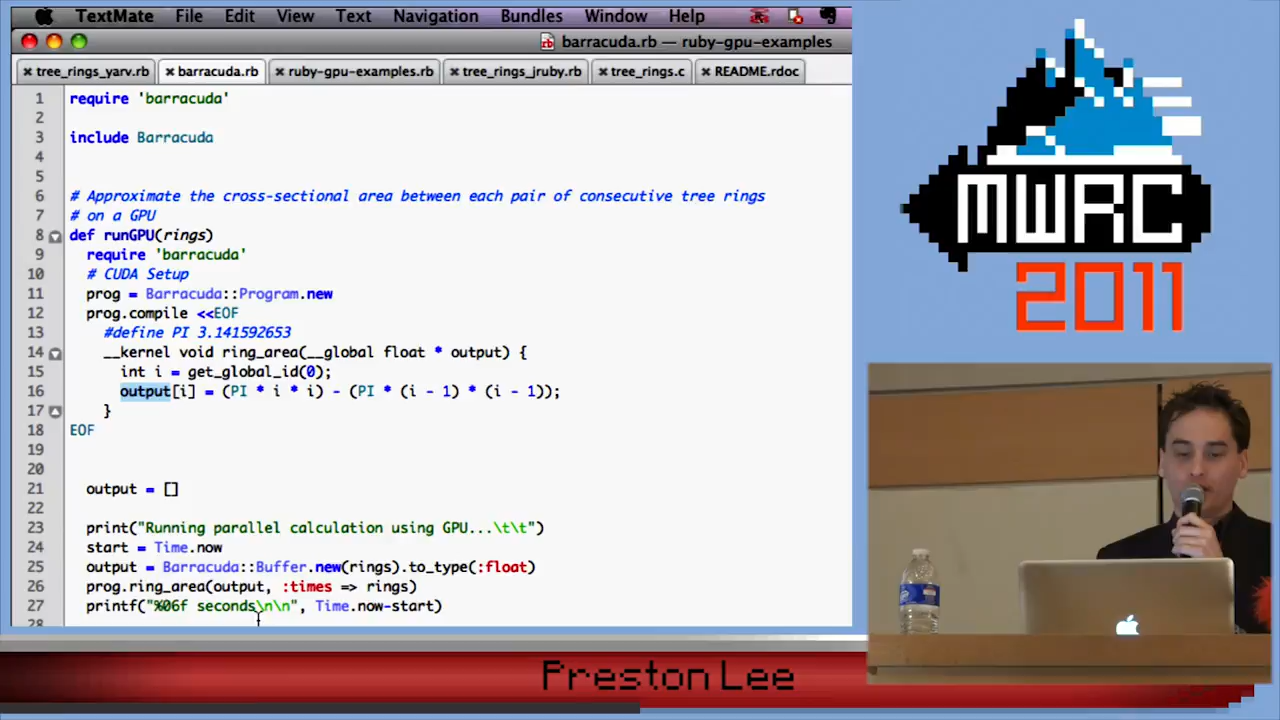 TextMate File Edit View Text Navigation Bundles Window Help
barracuda.rb — ruby-gpu-examples
tree_rings_yarv.rb barracuda.rb ruby-gpu-examples.rb tree_rings_jruby.rb tree_rings.c README.rdoc
1 require 'barracuda'
2
3 include Barracuda
4
5
6 # Approximate the cross-sectional area between each pair of consecutive tree rings
7 # on a GPU
8 def runGPU(rings)
9 require 'barracuda'
10 # CUDA Setup
11 prog = Barracuda::Program.new
12 prog.compile <<EOF
13 #define PI 3.141592653
14 __kernel void ring_area(__global float * output) {
15 int i = get_global_id(0);
16 output[i] = (PI * i * i) - (PI * (i - 1) * (i - 1));
17 }
18 EOF
19
20
21 output = []
22
23 print("Running parallel calculation using GPU...\t\t")
24 start = Time.now
25 output = Barracuda::Buffer.new(rings).to_type(:float)
26 prog.ring_area(output, :times => rings)
27 printf("%06f seconds\n\n", Time.now-start)
28
MWRC
2011
Preston Lee